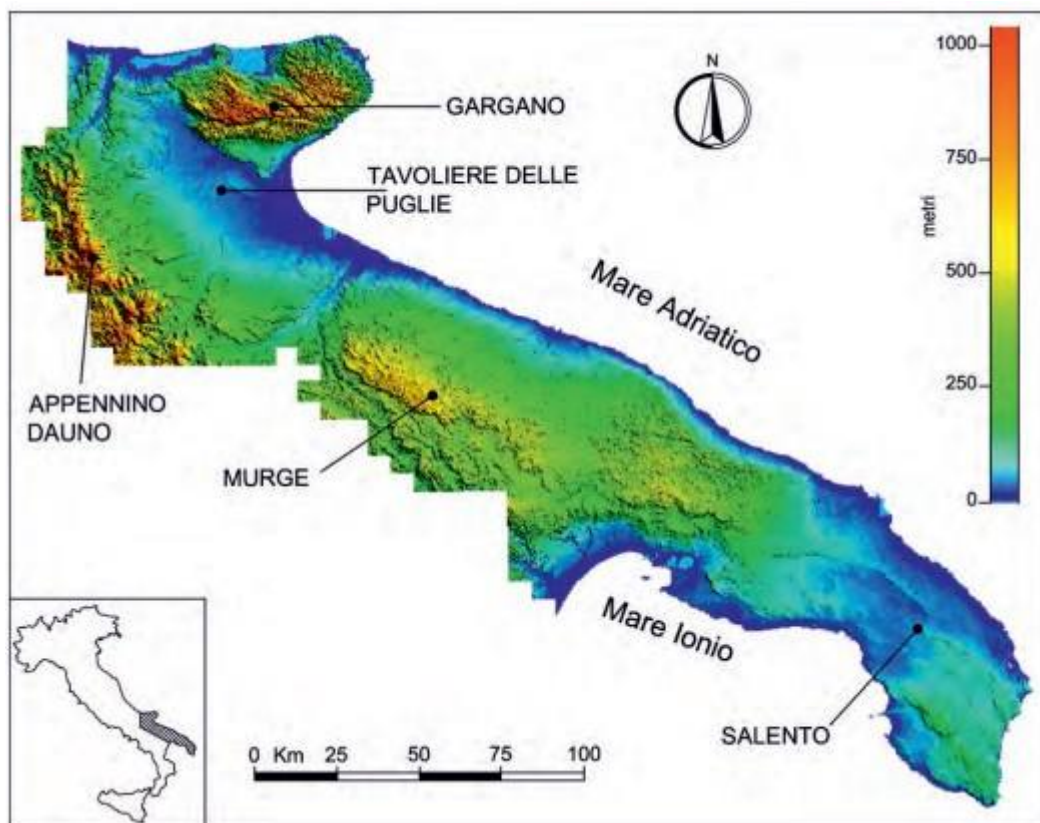 N
GARGANO
TAVOLIERE DELLE
PUGLIE
Mare Adriatico
APPENNINO
DAUNO
MURGE
Mare Ionio
SALENTO
metri
1000
750
500
250
0
0 Km 25 50 75 100